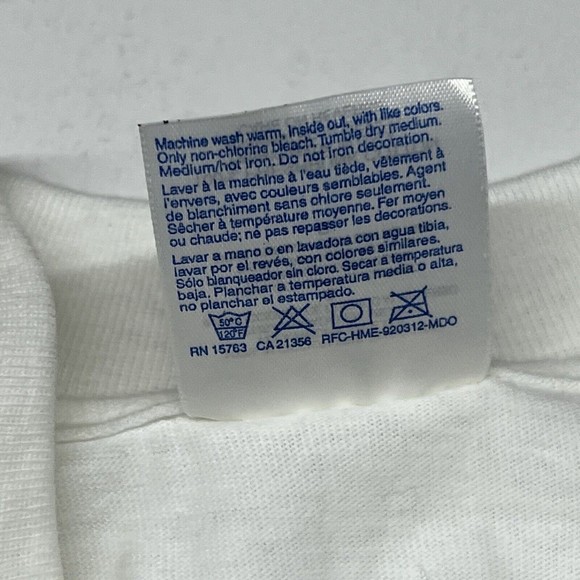 Machine wash warm, inside out, with like colors.
Only non-chlorine bleach. Tumble dry medium.
Medium/hot iron. Do not iron decoration.
Laver à la machine à l'eau tiède, vêtement à
l'envers, avec couleurs semblables. Agent
de blanchiment sans chlore seulement.
Sécher à température moyenne. Fer moyen
ou chaude; ne pas repasser les decorations.
Lavar a mano o en lavadora con agua tibia,
lavar por el revés, con colores similares.
Sólo blanqueador sin cloro. Secar a temperatura
baja. Planchar a temperatura media o alta,
no planchar el estampado.
50°C
120°F
RN 15763 CA 21356 RFC-HME-920312-MDO